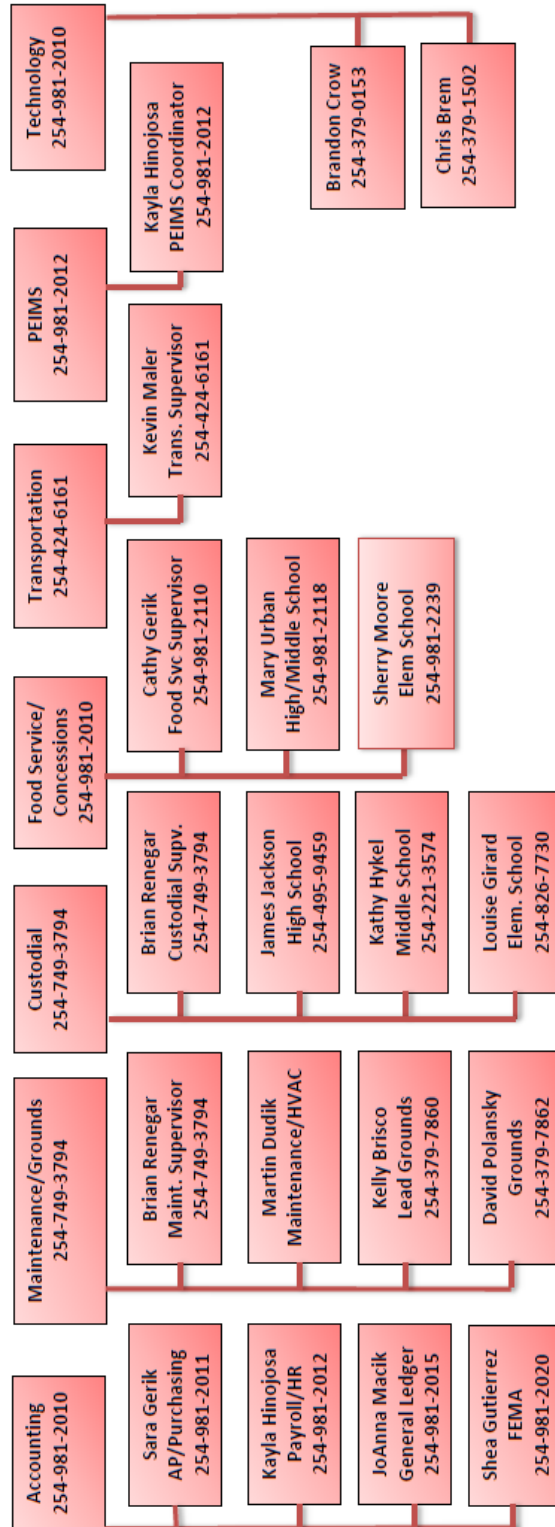 Accounting
254-981-2010
Sara Gerik
AP/Purchasing
254-981-2011
Kayla Hinojosa
Payroll/HR
254-981-2012
JoAnna Macik
General Ledger
254-981-2015
Shea Gutierrez
FEMA
254-981-2020
Maintenance/Grounds
254-749-3794
Brian Renegar
Maint. Supervisor
254-749-3794
Martin Dudik
Maintenance/HVAC
Kelly Brisco
Lead Grounds
254-379-7860
David Polansky
Grounds
254-379-7862
Custodial
254-749-3794
Brian Renegar
Custodial Supv.
254-749-3794
James Jackson
High School
254-495-9459
Kathy Hykel
Middle School
254-221-3574
Louise Girard
Elem. School
254-826-7730
Food Service/
Concessions
254-981-2010
Cathy Gerik
Food Svc Supervisor
254-981-2110
Mary Urban
High/Middle School
254-981-2118
Sherry Moore
Elem School
254-981-2239
Transportation
254-424-6161
Kevin Maler
Trans. Supervisor
254-424-6161
PEIMS
254-981-2012
Kayla Hinojosa
PEIMS Coordinator
254-981-2012
Technology
254-981-2010
Brandon Crow
254-379-0153
Chris Brem
254-379-1502